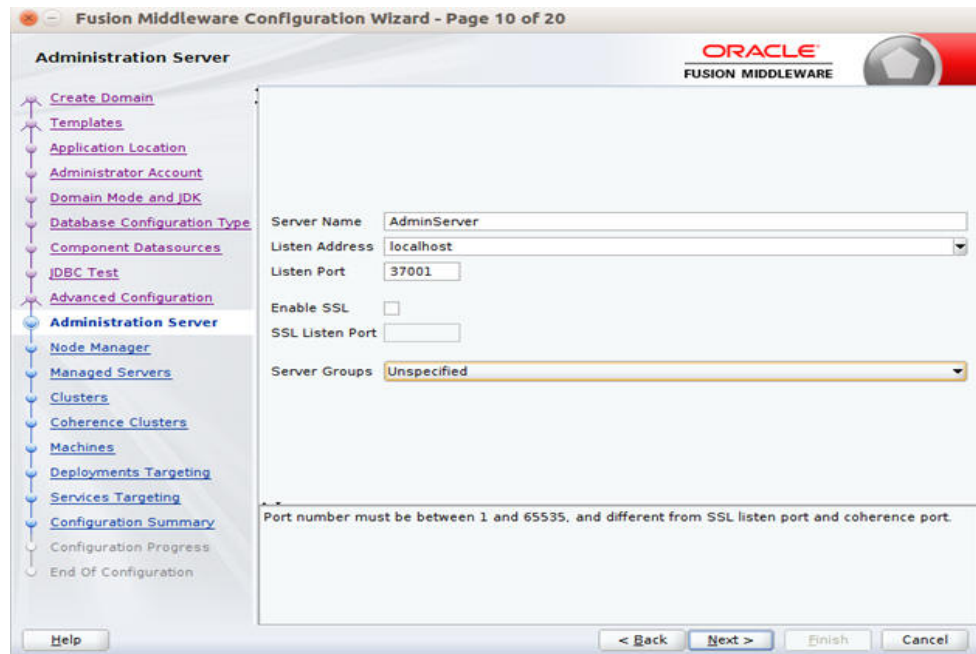 Fusion Middleware Configuration Wizard - Page 10 of 20
Administration Server
ORACLE
FUSION MIDDLEWARE
Create Domain
Templates
Application Location
Administrator Account
Domain Mode and JDK
Database Configuration Type
Component Datasources
JDBC Test
Advanced Configuration
Administration Server
Node Manager
Managed Servers
Clusters
Coherence Clusters
Machines
Deployments Targeting
Services Targeting
Configuration Summary
Configuration Progress
End Of Configuration
Server Name AdminServer
Listen Address localhost
Listen Port 37001
Enable SSL
SSL Listen Port
Server Groups Unspecified
Port number must be between 1 and 65535, and different from SSL listen port and coherence port.
Help < Back Next > Finish Cancel